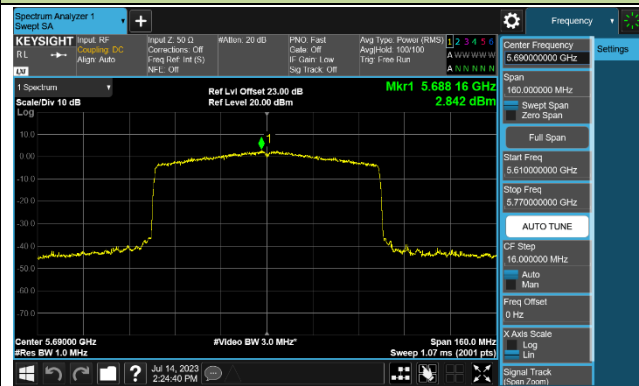 Spectrum Analyzer 1
Swept SA
Frequency
KEYSIGHT
RL
LXI
Input: RF
Coupling: DC
Align: Auto
Input Z: 50 Ω
Corrections: Off
Freq Ref: Int (S)
NFE: Off
#Atten: 20 dB
PNO: Fast
Gate: Off
IF Gain: Low
Sig Track: Off
Avg Type: Power (RMS)
Avg|Hold: 100/100
Trig: Free Run
1 2 3 4 5 6
A W W W W W
A N N N N N
Center Frequency
5.690000000 GHz
Settings
Span
160.000000 MHz
Swept Span
Zero Span
Full Span
Start Freq
5.610000000 GHz
Stop Freq
5.770000000 GHz
AUTO TUNE
CF Step
16.000000 MHz
Auto
Man
Freq Offset
0 Hz
X Axis Scale
Log
Lin
Signal Track
(Span Zoom)
1 Spectrum
Scale/Div 10 dB
Log
Ref Lvl Offset 23.00 dB
Ref Level 20.00 dBm
Mkr1 5.688 16 GHz
2.842 dBm
1
10.0
0.00
-10.0
-20.0
-30.0
-40.0
-50.0
-60.0
-70.0
Center 5.69000 GHz
#Res BW 1.0 MHz
#Video BW 3.0 MHz*
Span 160.0 MHz
Sweep 1.07 ms (2001 pts)
?
Jul 14, 2023
2:24:40 PM